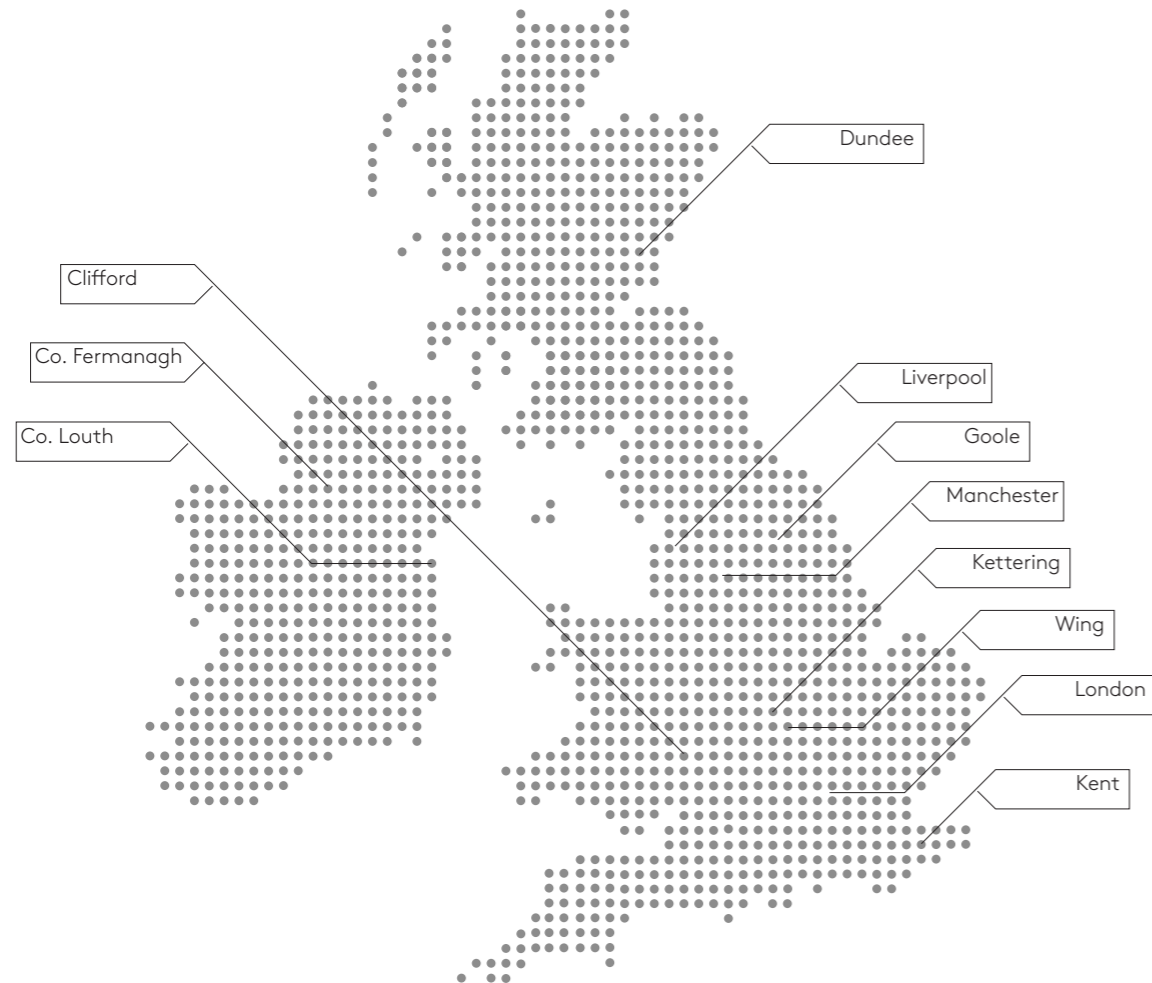 Dundee
Clifford
Co. Fermanagh
Liverpool
Co. Louth
Goole
Manchester
Kettering
Wing
London
Kent